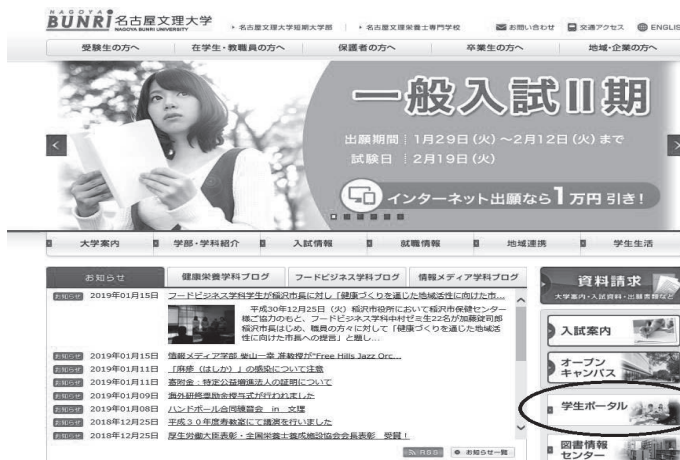 NAGOYA
BUNRI 名古屋文理大学
NAGOYA BUNRI UNIVERSITY
名古屋文理大学短期大学部
名古屋文理栄養士専門学校
お問い合わせ
交通アクセス
ENGLIS
受験生の方へ
在学生・教職員の方へ
保護者の方へ
卒業生の方へ
地域・企業の方へ
一般入試II期
出願期間：1月29日(火)～2月12日(火)まで
試験日：2月19日(火)
インターネット出願なら1万円引き！
大学案内
学部・学科紹介
入試情報
就職情報
地域連携
学生生活
お知らせ
健康栄養学科ブログ
フードビジネス学科ブログ
情報メディア学科ブログ
お知らせ 2019年01月15日 フードビジネス学科学生が稲沢市長に対し「健康づくりを通じた地域活性に向けた市...
平成30年12月25日（火）稲沢市役所において稲沢市保健センター
様ご協力のもと、フードビジネス学科中村ゼミ生22名が加藤錠司郎
稲沢市長はじめ、職員の方々に対して「健康づくりを通じた地域活
性に向けた市長への提言」と題し...
お知らせ 2019年01月15日 情報メディア学部 柴山一幸 准教授が"Free Hills Jazz Orc...
お知らせ 2019年01月11日 「麻疹（はしか）」の感染について注意
お知らせ 2019年01月11日 寄附金：特定公益増進法人の証明について
お知らせ 2019年01月09日 海外研修奨励金授与式が行われました
お知らせ 2019年01月08日 ハンドボール合同練習会 in 文理
お知らせ 2018年12月25日 平成３０年度寿教室にて講演を行いました
お知らせ 2018年12月25日 厚生労働大臣表彰・全国栄養士養成施設協会会長表彰 受賞！
RSS
お知らせ一覧
資料請求
大学案内・入試資料・出願書類など
入試案内
オープン
キャンパス
学生ポータル
図書情報
センター